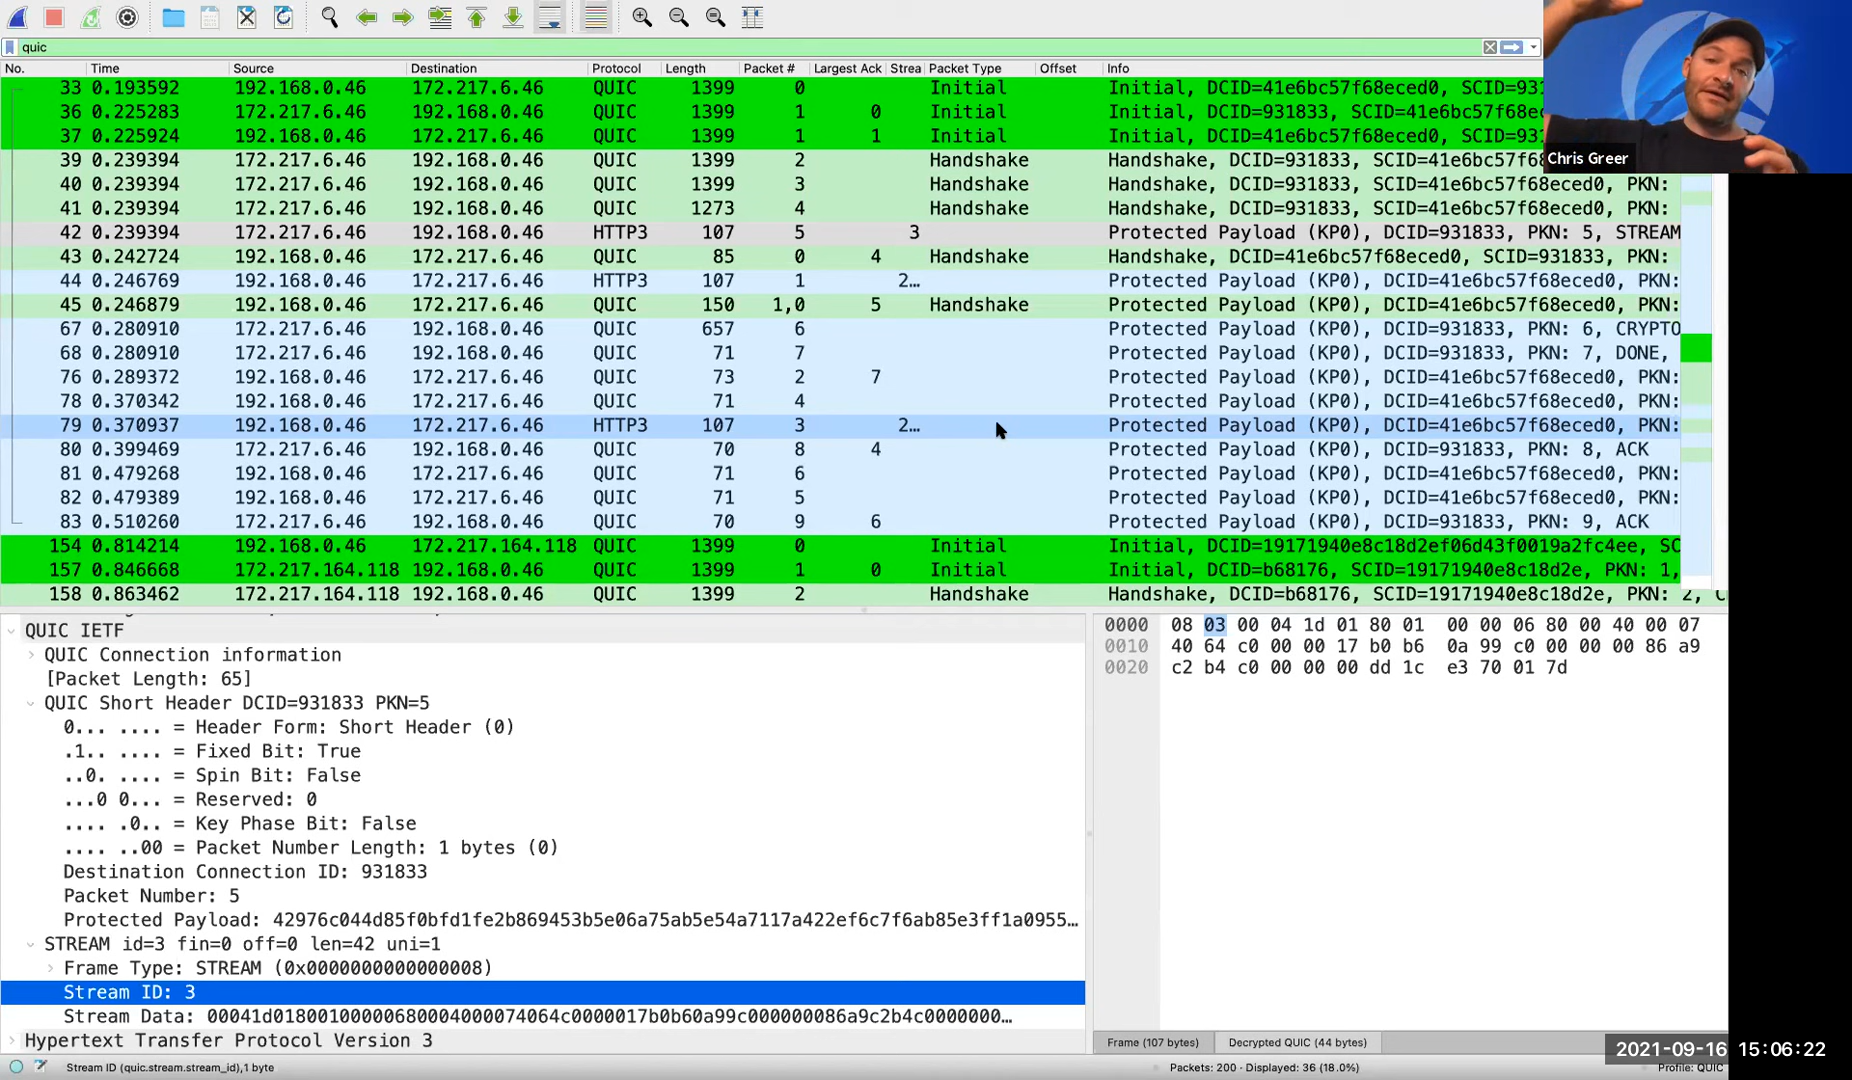 quic
No. Time Source Destination Protocol Length Packet # Largest Ack Strea Packet Type Offset Info
33 0.193592 192.168.0.46 172.217.6.46 QUIC 1399 0 Initial Initial, DCID=41e6bc57f68eced0, SCID=931
36 0.225283 172.217.6.46 192.168.0.46 QUIC 1399 1 0 Initial Initial, DCID=931833, SCID=41e6bc57f68ec
37 0.225924 192.168.0.46 172.217.6.46 QUIC 1399 1 1 Initial Initial, DCID=41e6bc57f68eced0, SCID=931
39 0.239394 172.217.6.46 192.168.0.46 QUIC 1399 2 Handshake Handshake, DCID=931833, SCID=41e6bc57f68
40 0.239394 172.217.6.46 192.168.0.46 QUIC 1399 3 Handshake Handshake, DCID=931833, SCID=41e6bc57f68eced0, PKN:
41 0.239394 172.217.6.46 192.168.0.46 QUIC 1273 4 Handshake Handshake, DCID=931833, SCID=41e6bc57f68eced0, PKN:
42 0.239394 172.217.6.46 192.168.0.46 HTTP3 107 5 3 Protected Payload (KP0), DCID=931833, PKN: 5, STREAM
43 0.242724 192.168.0.46 172.217.6.46 QUIC 85 0 4 Handshake Handshake, DCID=41e6bc57f68eced0, SCID=931833, PKN:
44 0.246769 192.168.0.46 172.217.6.46 HTTP3 107 1 2… Protected Payload (KP0), DCID=41e6bc57f68eced0, PKN:
45 0.246879 192.168.0.46 172.217.6.46 QUIC 150 1,0 5 Handshake Protected Payload (KP0), DCID=41e6bc57f68eced0, PKN:
67 0.280910 172.217.6.46 192.168.0.46 QUIC 657 6 Protected Payload (KP0), DCID=931833, PKN: 6, CRYPTO
68 0.280910 172.217.6.46 192.168.0.46 QUIC 71 7 Protected Payload (KP0), DCID=931833, PKN: 7, DONE,
76 0.289372 192.168.0.46 172.217.6.46 QUIC 73 2 7 Protected Payload (KP0), DCID=41e6bc57f68eced0, PKN:
78 0.370342 192.168.0.46 172.217.6.46 QUIC 71 4 Protected Payload (KP0), DCID=41e6bc57f68eced0, PKN:
79 0.370937 192.168.0.46 172.217.6.46 HTTP3 107 3 2… Protected Payload (KP0), DCID=41e6bc57f68eced0, PKN:
80 0.399469 172.217.6.46 192.168.0.46 QUIC 70 8 4 Protected Payload (KP0), DCID=931833, PKN: 8, ACK
81 0.479268 192.168.0.46 172.217.6.46 QUIC 71 6 Protected Payload (KP0), DCID=41e6bc57f68eced0, PKN:
82 0.479389 192.168.0.46 172.217.6.46 QUIC 71 5 Protected Payload (KP0), DCID=41e6bc57f68eced0, PKN:
83 0.510260 172.217.6.46 192.168.0.46 QUIC 70 9 6 Protected Payload (KP0), DCID=931833, PKN: 9, ACK
154 0.814214 192.168.0.46 172.217.164.118 QUIC 1399 0 Initial Initial, DCID=19171940e8c18d2ef06d43f0019a2fc4ee, SC
157 0.846668 172.217.164.118 192.168.0.46 QUIC 1399 1 0 Initial Initial, DCID=b68176, SCID=19171940e8c18d2e, PKN: 1,
158 0.863462 172.217.164.118 192.168.0.46 QUIC 1399 2 Handshake Handshake, DCID=b68176, SCID=19171940e8c18d2e, PKN: 2, C
Chris Greer
QUIC IETF
QUIC Connection information
[Packet Length: 65]
QUIC Short Header DCID=931833 PKN=5
0... .... = Header Form: Short Header (0)
.1.. .... = Fixed Bit: True
..0. .... = Spin Bit: False
...0 0... = Reserved: 0
.... .0.. = Key Phase Bit: False
.... ..00 = Packet Number Length: 1 bytes (0)
Destination Connection ID: 931833
Packet Number: 5
Protected Payload: 42976c044d85f0bfd1fe2b869453b5e06a75ab5e54a7117a422ef6c7f6ab85e3ff1a0955…
STREAM id=3 fin=0 off=0 len=42 uni=1
Frame Type: STREAM (0x0000000000000008)
Stream ID: 3
Stream Data: 00041d018001000006800040000740​64c0000017b0b60a99c000000086a9c2b4c0000000…
Hypertext Transfer Protocol Version 3
0000 08 03 00 04 1d 01 80 01 00 00 06 80 00 40 00 07
0010 40 64 c0 00 00 17 b0 b6 0a 99 c0 00 00 00 86 a9
0020 c2 b4 c0 00 00 00 dd 1c e3 70 01 7d
Frame (107 bytes) Decrypted QUIC (44 bytes)
2021-09-16 15:06:22
Stream ID (quic.stream.stream_id),1 byte Packets: 200 · Displayed: 36 (18.0%) Profile: QUIC